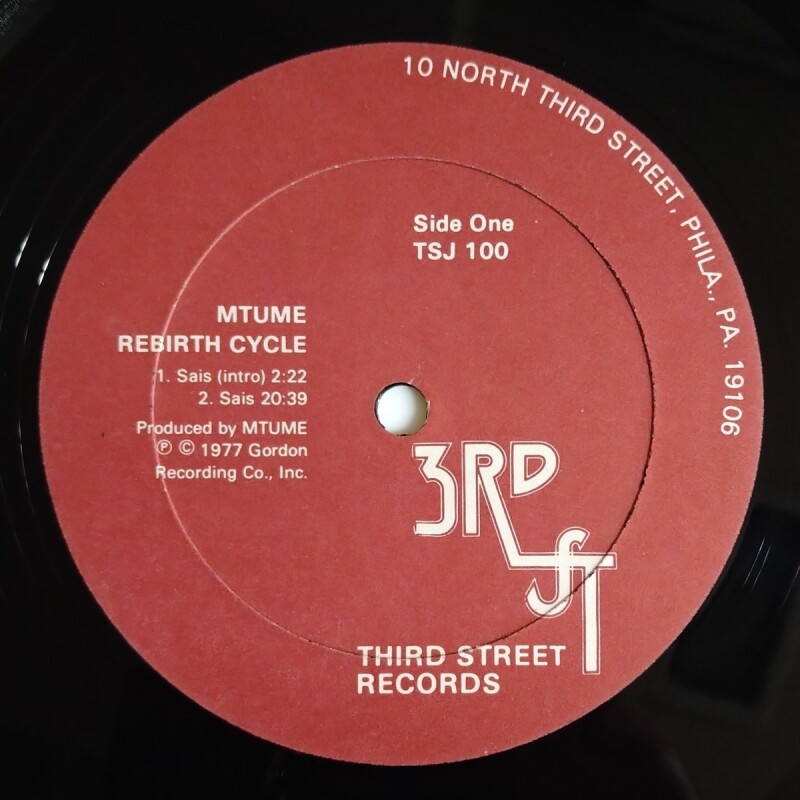 10 NORTH THIRD STREET, PHILA., PA. 19106
Side One
TSJ 100
MTUME
REBIRTH CYCLE
1. Sais (intro) 2:22
2. Sais 20:39
Produced by MTUME
℗ © 1977 Gordon
Recording Co., Inc.
3RD
ST
THIRD STREET
RECORDS